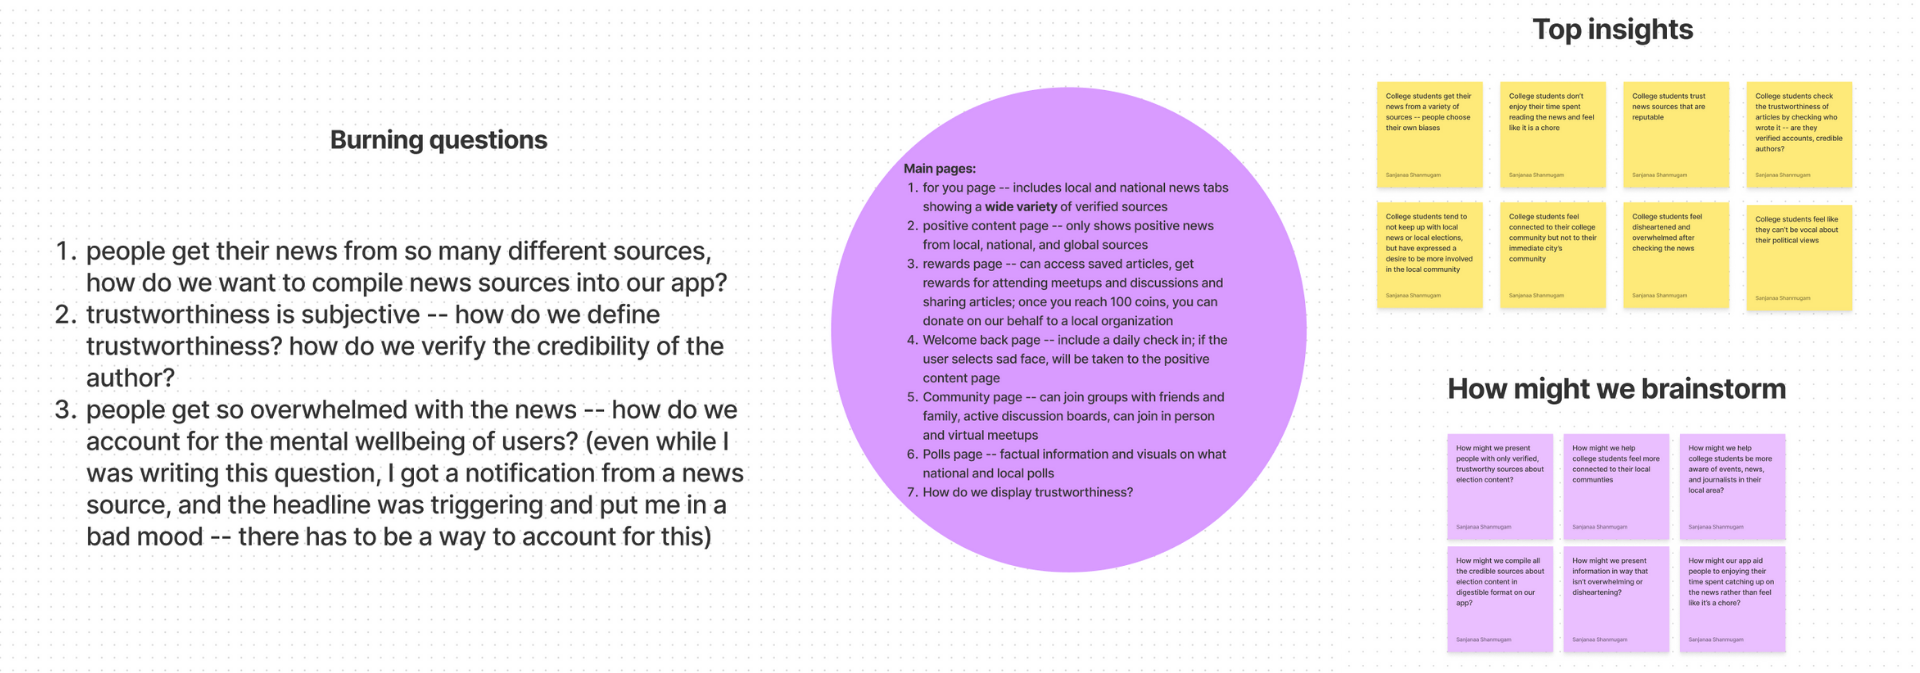 Burning questions
1. people get their news from so many different sources,
how do we want to compile news sources into our app?
2. trustworthiness is subjective -- how do we define
trustworthiness? how do we verify the credibility of the
author?
3. people get so overwhelmed with the news -- how do we
account for the mental wellbeing of users? (even while I
was writing this question, I got a notification from a news
source, and the headline was triggering and put me in a
bad mood -- there has to be a way to account for this)
Main pages:
1. for you page -- includes local and national news tabs
showing a wide variety of verified sources
2. positive content page -- only shows positive news
from local, national, and global sources
3. rewards page -- can access saved articles, get
rewards for attending meetups and discussions and
sharing articles; once you reach 100 coins, you can
donate on our behalf to a local organization
4. Welcome back page -- include a daily check in; if the
user selects sad face, will be taken to the positive
content page
5. Community page -- can join groups with friends and
family, active discussion boards, can join in person
and virtual meetups
6. Polls page -- factual information and visuals on what
national and local polls
7. How do we display trustworthiness?
Top insights
College students get their
news from a variety of
sources -- people choose
their own biases
Sanjanaa Shanmugam
College students don't
enjoy their time spent
reading the news and feel
like it is a chore
Sanjanaa Shanmugam
College students trust
news sources that are
reputable
Sanjanaa Shanmugam
College students check
the trustworthiness of
articles by checking who
wrote it -- are they
verified accounts, credible
authors?
Sanjanaa Shanmugam
College students tend to
not keep up with local
news or local elections,
but have expressed a
desire to be more involved
in the local community
Sanjanaa Shanmugam
College students feel
connected to their college
community but not to their
immediate city's
community
Sanjanaa Shanmugam
College students feel
disheartened and
overwhelmed after
checking the news
Sanjanaa Shanmugam
College students feel like
they can't be vocal about
their political views
Sanjanaa Shanmugam
How might we brainstorm
How might we present
people with only verified,
trustworthy sources about
election content?
Sanjanaa Shanmugam
How might we help
college students feel more
connected to their local
communties
Sanjanaa Shanmugam
How might we help
college students be more
aware of events, news,
and journalists in their
local area?
Sanjanaa Shanmugam
How might we compile all
the credible sources about
election content in
digestible format on our
app?
Sanjanaa Shanmugam
How might we present
information in way that
isn't overwhelming or
disheartening?
Sanjanaa Shanmugam
How might our app aid
people to enjoying their
time spent catching up on
the news rather than feel
like it's a chore?
Sanjanaa Shanmugam